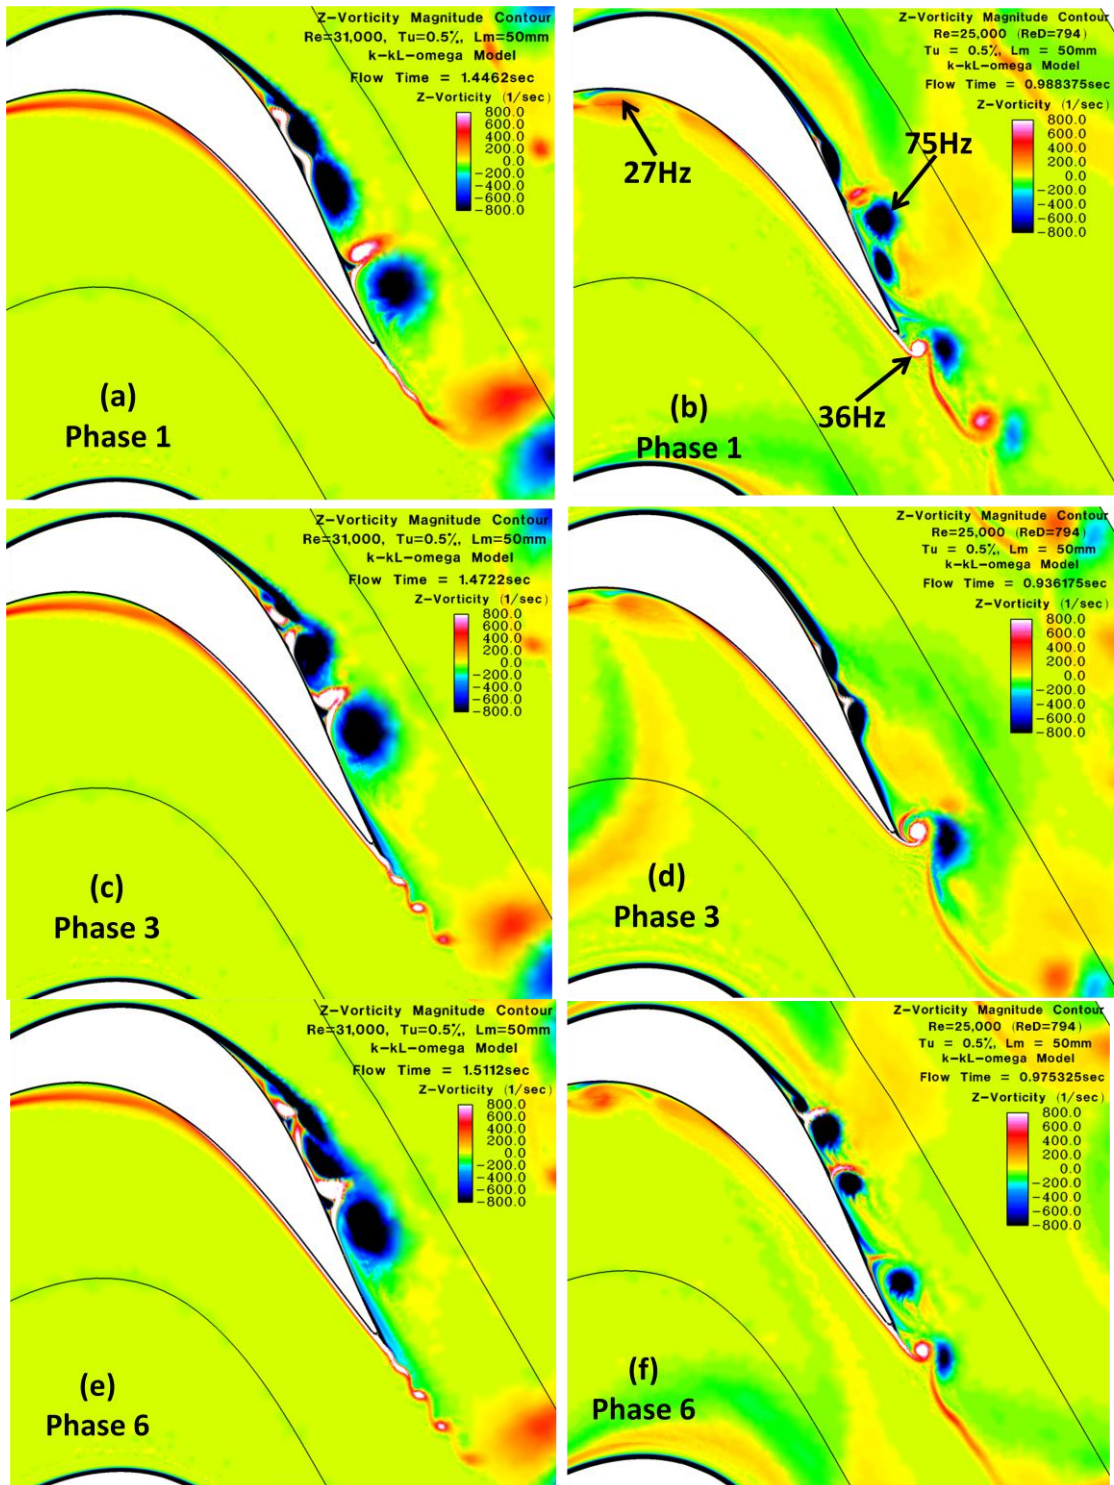 Z-Vorticity Magnitude Contour
Re=31,000, Tu=0.5%, Lm=50mm
k-kL-omega Model
Flow Time = 1.4462sec
Z-Vorticity (1/sec)
800.0
600.0
400.0
200.0
0.0
-200.0
-400.0
-600.0
-800.0
(a)
Phase 1
Z-Vorticity Magnitude Contour
Re=25,000 (ReD=794)
Tu = 0.5%, Lm = 50mm
k-kL-omega Model
Flow Time = 0.988375sec
Z-Vorticity (1/sec)
800.0
600.0
400.0
200.0
0.0
-200.0
-400.0
-600.0
-800.0
75Hz
27Hz
36Hz
(b)
Phase 1
Z-Vorticity Magnitude Contour
Re=31,000, Tu=0.5%, Lm=50mm
k-kL-omega Model
Flow Time = 1.4722sec
Z-Vorticity (1/sec)
800.0
600.0
400.0
200.0
0.0
-200.0
-400.0
-600.0
-800.0
(c)
Phase 3
Z-Vorticity Magnitude Contour
Re=25,000 (ReD=794)
Tu = 0.5%, Lm = 50mm
k-kL-omega Model
Flow Time = 0.936175sec
Z-Vorticity (1/sec)
800.0
600.0
400.0
200.0
0.0
-200.0
-400.0
-600.0
-800.0
(d)
Phase 3
Z-Vorticity Magnitude Contour
Re=31,000, Tu=0.5%, Lm=50mm
k-kL-omega Model
Flow Time = 1.5112sec
Z-Vorticity (1/sec)
800.0
600.0
400.0
200.0
0.0
-200.0
-400.0
-600.0
-800.0
(e)
Phase 6
Z-Vorticity Magnitude Contour
Re=25,000 (ReD=794)
Tu = 0.5%, Lm = 50mm
k-kL-omega Model
Flow Time = 0.975325sec
Z-Vorticity (1/sec)
800.0
600.0
400.0
200.0
0.0
-200.0
-400.0
-600.0
-800.0
(f)
Phase 6